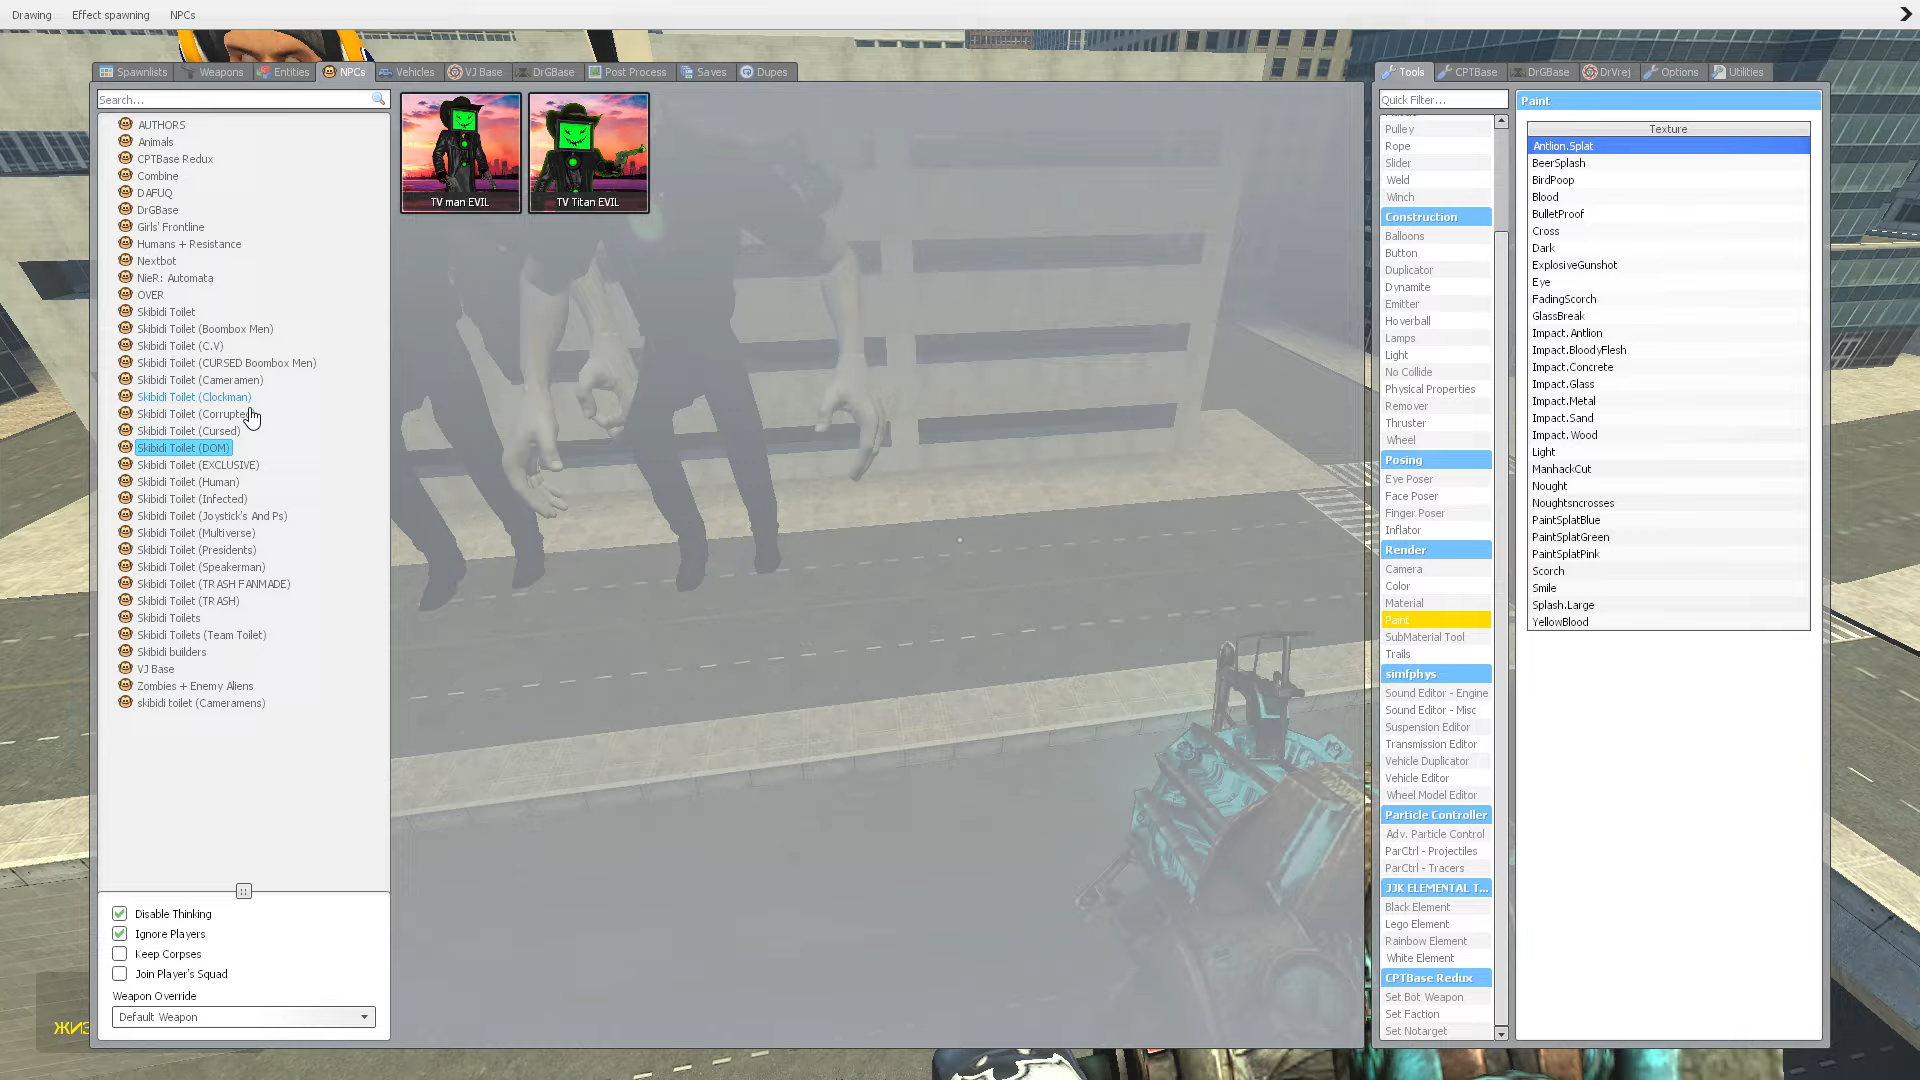 Drawing Effect spawning NPCs
Spawnlists Weapons Entities NPCs Vehicles VJ Base DrGBase Post Process Saves Dupes
Search...
AUTHORS
Animals
CPTBase Redux
Combine
DAFUQ
DrGBase
Girls' Frontline
Humans + Resistance
Nextbot
NieR: Automata
OVER
Skibidi Toilet
Skibidi Toilet (Boombox Men)
Skibidi Toilet (C.V)
Skibidi Toilet (CURSED Boombox Men)
Skibidi Toilet (Cameramen)
Skibidi Toilet (Clockman)
Skibidi Toilet (Corrupte
Skibidi Toilet (Cursed)
Skibidi Toilet (DOM)
Skibidi Toilet (EXCLUSIVE)
Skibidi Toilet (Human)
Skibidi Toilet (Infected)
Skibidi Toilet (Joystick's And Ps)
Skibidi Toilet (Multiverse)
Skibidi Toilet (Presidents)
Skibidi Toilet (Speakerman)
Skibidi Toilet (TRASH FANMADE)
Skibidi Toilet (TRASH)
Skibidi Toilets
Skibidi Toilets (Team Toilet)
Skibidi builders
VJ Base
Zombies + Enemy Aliens
skibidi toilet (Cameramens)
Disable Thinking
Ignore Players
Keep Corpses
Join Player's Squad
Weapon Override
Default Weapon
ЖИЗ
TV man EVIL
TV Titan EVIL
Tools CPTBase DrGBase DrVrej Options Utilities
Quick Filter...
Pulley
Rope
Slider
Weld
Winch
Construction
Balloons
Button
Duplicator
Dynamite
Emitter
Hoverball
Lamps
Light
No Collide
Physical Properties
Remover
Thruster
Wheel
Posing
Eye Poser
Face Poser
Finger Poser
Inflator
Render
Camera
Color
Material
Paint
SubMaterial Tool
Trails
simfphys
Sound Editor - Engine
Sound Editor - Misc
Suspension Editor
Transmission Editor
Vehicle Duplicator
Vehicle Editor
Wheel Model Editor
Particle Controller
Adv. Particle Control
ParCtrl - Projectiles
ParCtrl - Tracers
JJK ELEMENTAL T...
Black Element
Lego Element
Rainbow Element
White Element
CPTBase Redux
Set Bot Weapon
Set Faction
Set Notarget
Paint
Texture
Antlion.Splat
BeerSplash
BirdPoop
Blood
BulletProof
Cross
Dark
ExplosiveGunshot
Eye
FadingScorch
GlassBreak
Impact.Antlion
Impact.BloodyFlesh
Impact.Concrete
Impact.Glass
Impact.Metal
Impact.Sand
Impact.Wood
Light
ManhackCut
Nought
Noughtsncrosses
PaintSplatBlue
PaintSplatGreen
PaintSplatPink
Scorch
Smile
Splash.Large
YellowBlood